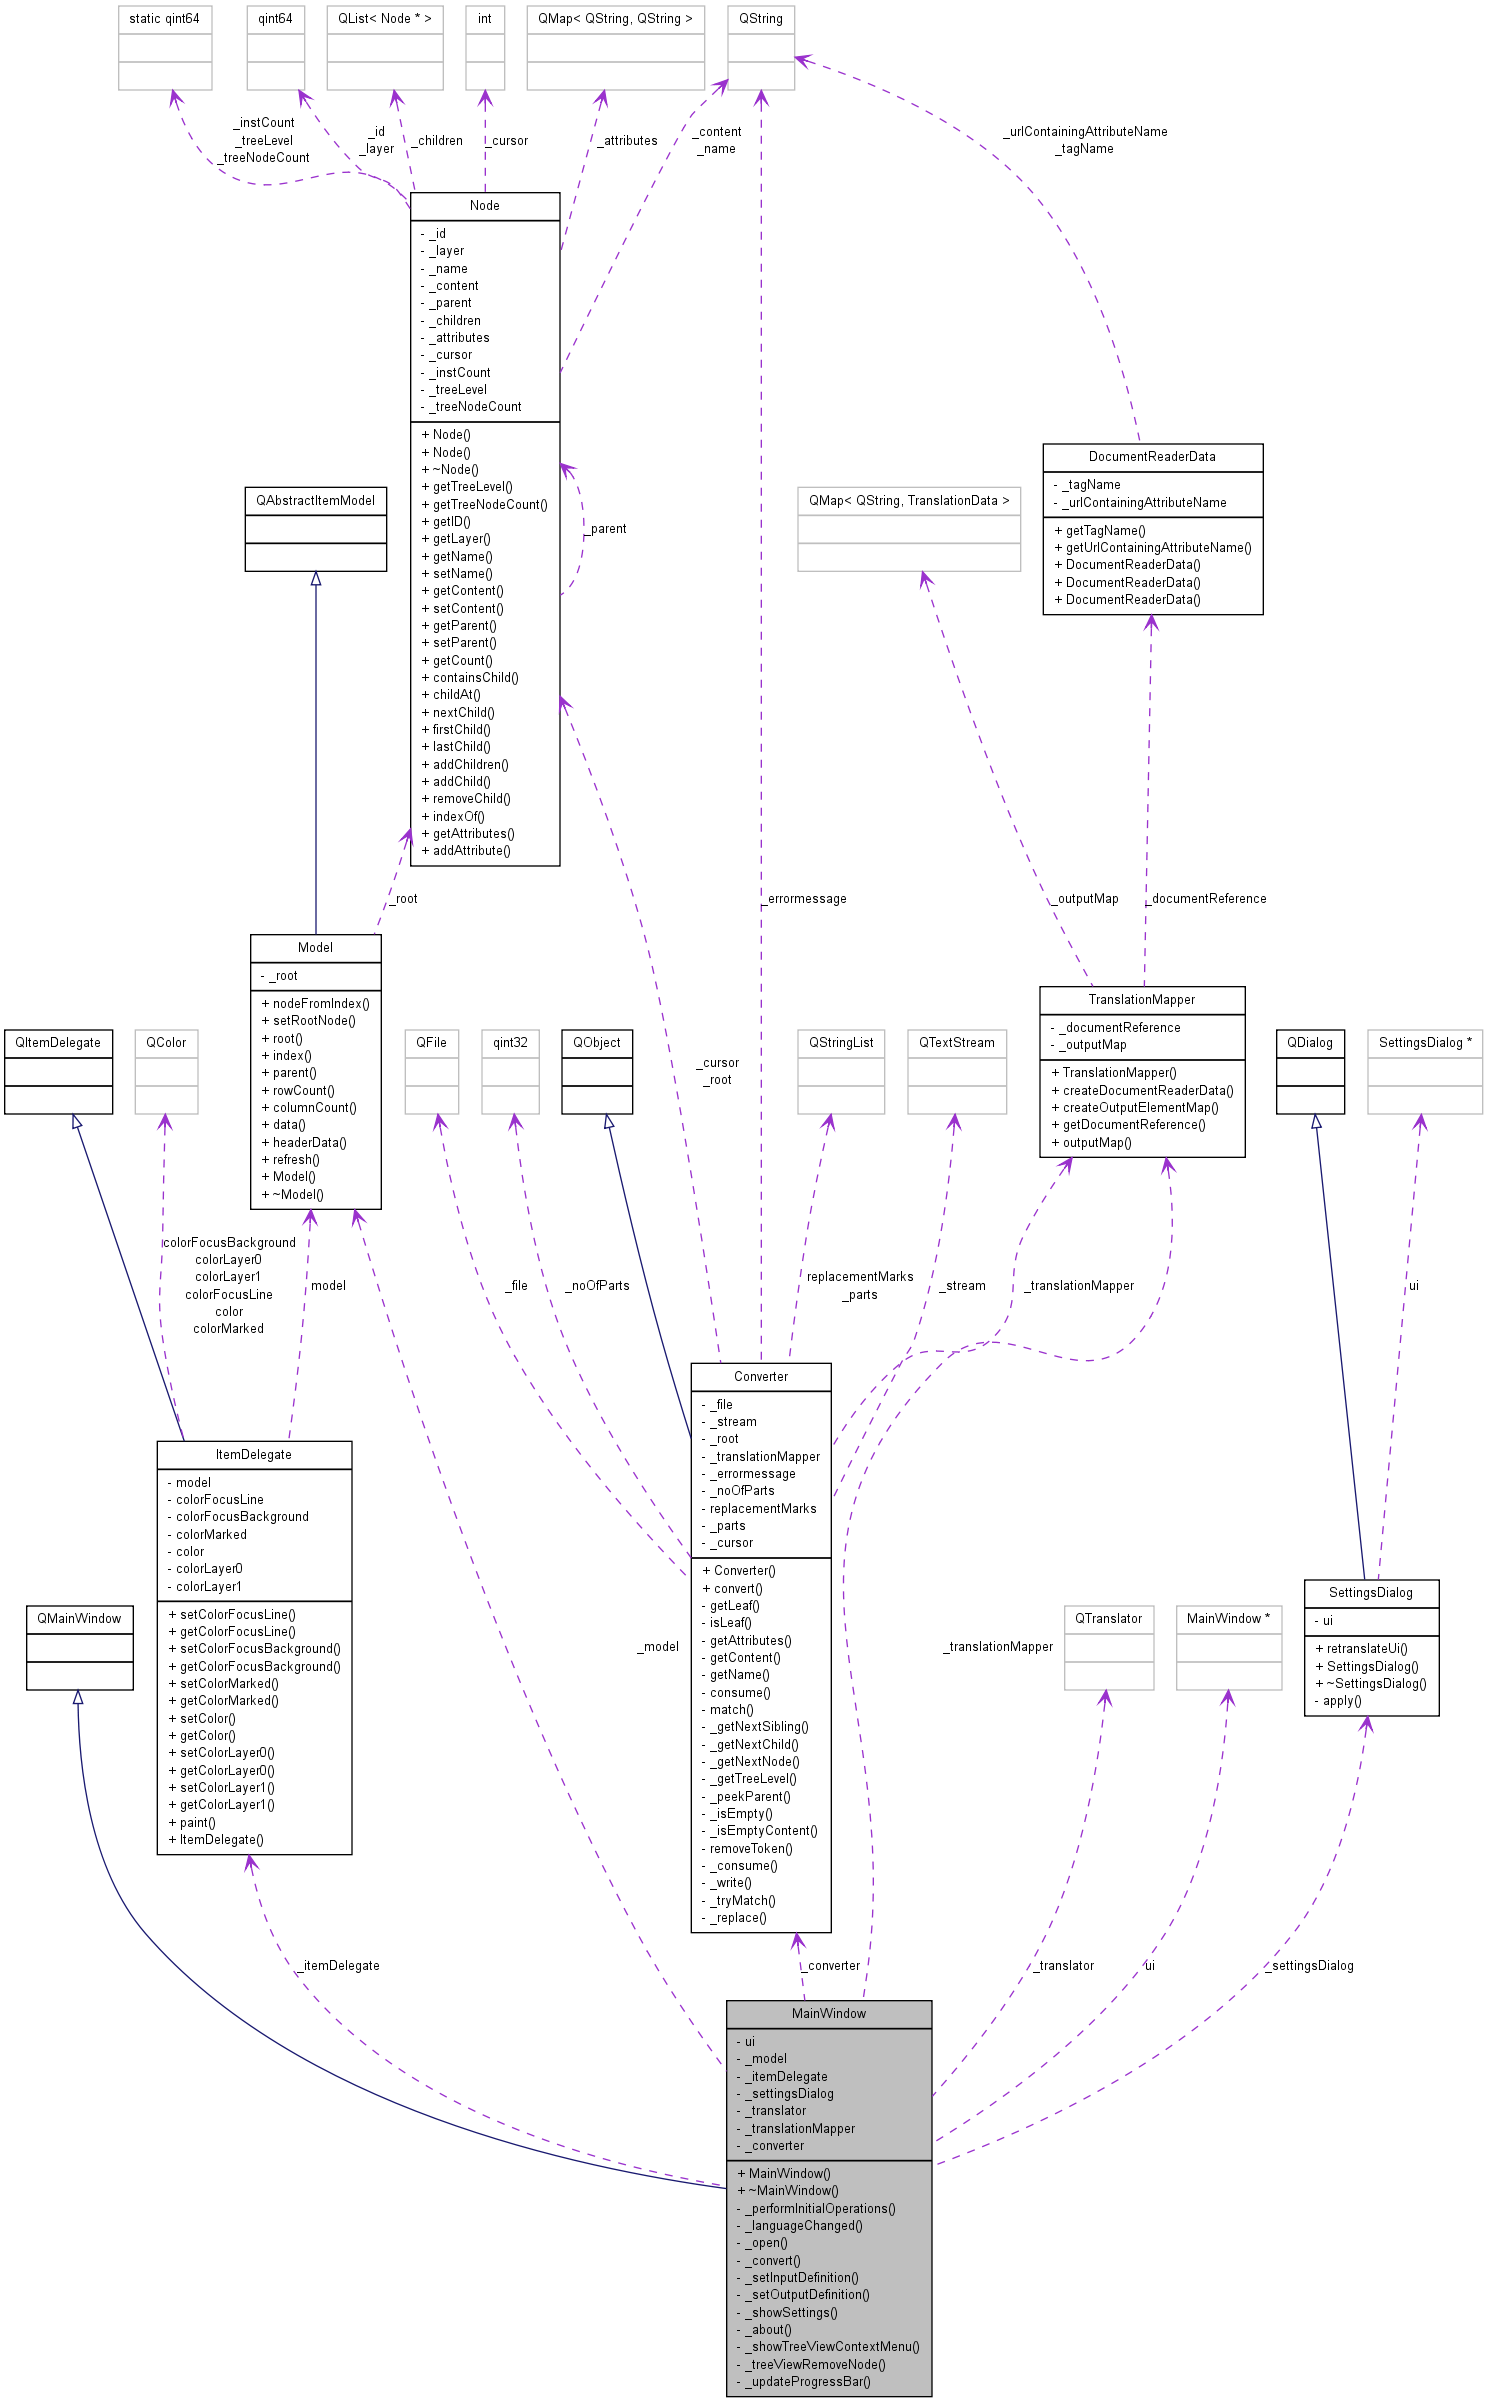 static qint64
qint64
QList< Node * >
int
QMap< QString, QString >
QString
_instCount
_treeLevel
_treeNodeCount
_id
_layer
_children
_cursor
_attributes
_content
_name
_urlContainingAttributeName
_tagName
Node
- _id
- _layer
- _name
- _content
- _parent
- _children
- _attributes
- _cursor
- _instCount
- _treeLevel
- _treeNodeCount
+ Node()
+ Node()
+ ~Node()
+ getTreeLevel()
+ getTreeNodeCount()
+ getID()
+ getLayer()
+ getName()
+ setName()
+ getContent()
+ setContent()
+ getParent()
+ setParent()
+ getCount()
+ containsChild()
+ childAt()
+ nextChild()
+ firstChild()
+ lastChild()
+ addChildren()
+ addChild()
+ removeChild()
+ indexOf()
+ getAttributes()
+ addAttribute()
_parent
QAbstractItemModel
QMap< QString, TranslationData >
DocumentReaderData
- _tagName
- _urlContainingAttributeName
+ getTagName()
+ getUrlContainingAttributeName()
+ DocumentReaderData()
+ DocumentReaderData()
+ DocumentReaderData()
_root
_errormessage
_outputMap
_documentReference
Model
- _root
+ nodeFromIndex()
+ setRootNode()
+ root()
+ index()
+ parent()
+ rowCount()
+ columnCount()
+ data()
+ headerData()
+ refresh()
+ Model()
+ ~Model()
TranslationMapper
- _documentReference
- _outputMap
+ TranslationMapper()
+ createDocumentReaderData()
+ createOutputElementMap()
+ getDocumentReference()
+ outputMap()
QItemDelegate
QColor
QFile
qint32
QObject
_cursor
_root
QStringList
QTextStream
QDialog
SettingsDialog *
colorFocusBackground
colorLayer0
colorLayer1
colorFocusLine
color
colorMarked
model
_file
_noOfParts
replacementMarks
_parts
_stream
_translationMapper
ui
Converter
- _file
- _stream
- _root
- _translationMapper
- _errormessage
- _noOfParts
- replacementMarks
- _parts
- _cursor
+ Converter()
+ convert()
- getLeaf()
- isLeaf()
- getAttributes()
- getContent()
- getName()
- consume()
- match()
- _getNextSibling()
- _getNextChild()
- _getNextNode()
- _getTreeLevel()
- _peekParent()
- _isEmpty()
- _isEmptyContent()
- removeToken()
- _consume()
- _write()
- _tryMatch()
- _replace()
ItemDelegate
- model
- colorFocusLine
- colorFocusBackground
- colorMarked
- color
- colorLayer0
- colorLayer1
+ setColorFocusLine()
+ getColorFocusLine()
+ setColorFocusBackground()
+ getColorFocusBackground()
+ setColorMarked()
+ getColorMarked()
+ setColor()
+ getColor()
+ setColorLayer0()
+ getColorLayer0()
+ setColorLayer1()
+ getColorLayer1()
+ paint()
+ ItemDelegate()
QMainWindow
_model
_translationMapper
QTranslator
MainWindow *
SettingsDialog
- ui
+ retranslateUi()
+ SettingsDialog()
+ ~SettingsDialog()
- apply()
_itemDelegate
_converter
_translator
ui
_settingsDialog
MainWindow
- ui
- _model
- _itemDelegate
- _settingsDialog
- _translator
- _translationMapper
- _converter
+ MainWindow()
+ ~MainWindow()
- _performInitialOperations()
- _languageChanged()
- _open()
- _convert()
- _setInputDefinition()
- _setOutputDefinition()
- _showSettings()
- _about()
- _showTreeViewContextMenu()
- _treeViewRemoveNode()
- _updateProgressBar()